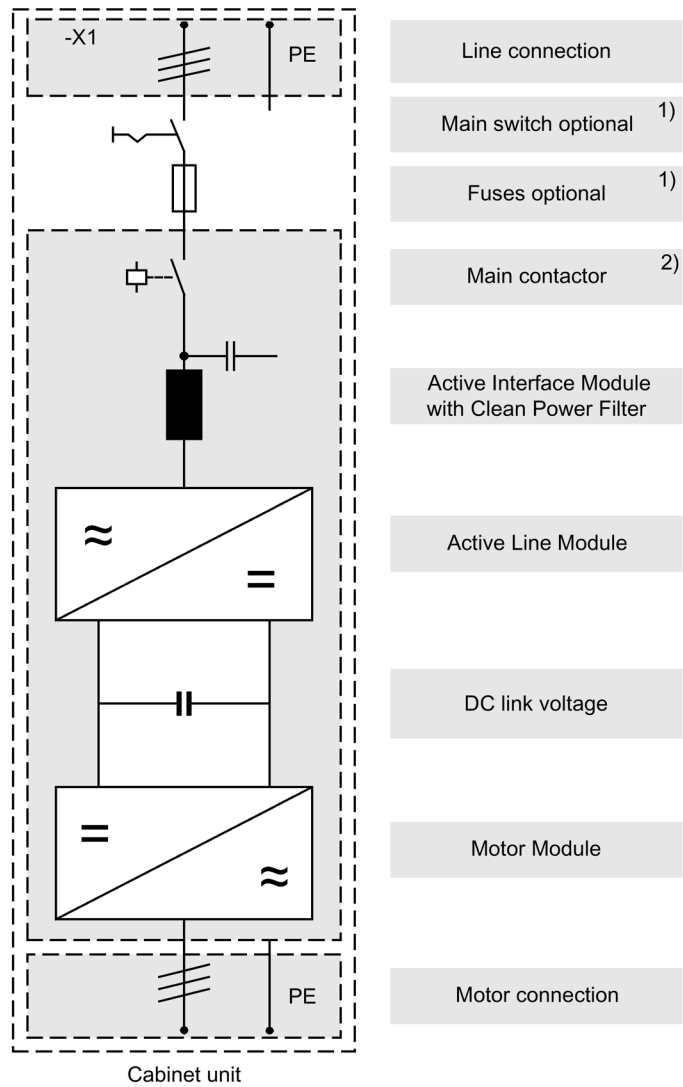 -X1
PE
Line connection
Main switch optional 1)
Fuses optional 1)
Main contactor 2)
Active Interface Module
with Clean Power Filter
Active Line Module
DC link voltage
Motor Module
PE
Motor connection
Cabinet unit